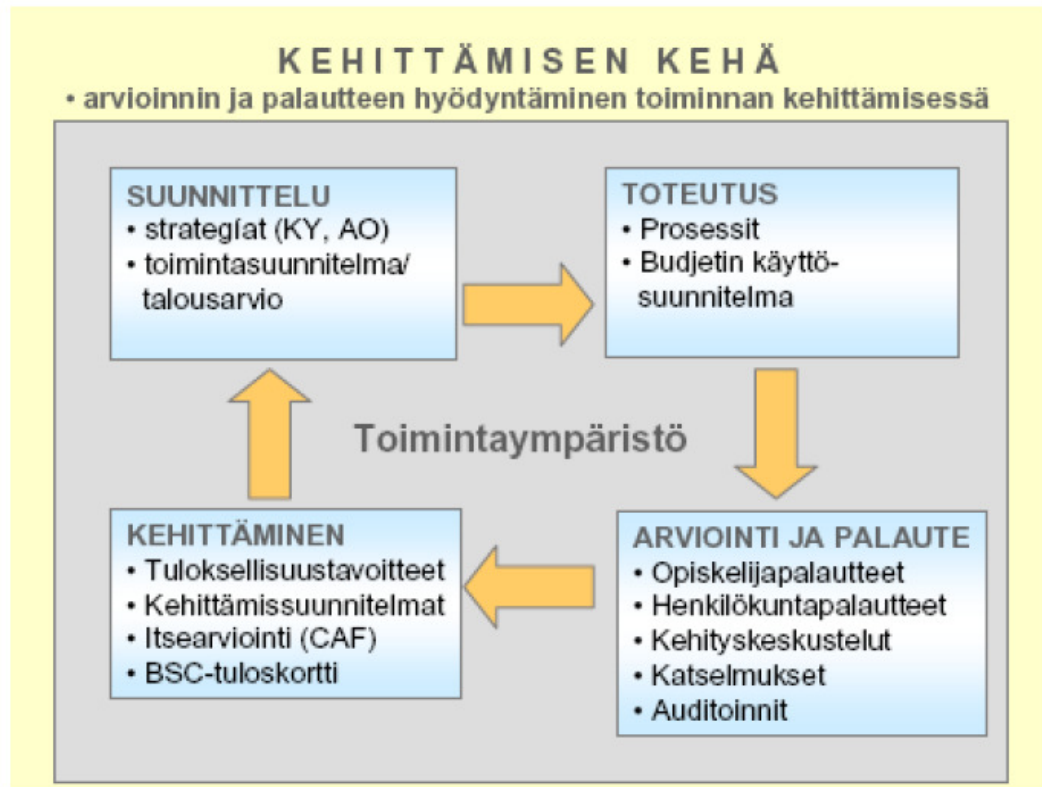 KEHITTÄMISEN KEHÄ
• arvioinnin ja palautteen hyödyntäminen toiminnan kehittämisessä
SUUNNITTELU
• strategíat (KY, AO)
• toimintasuunnitelma/
talousarvio
TOTEUTUS
• Prosessit
• Budjetin käyttö-
suunnitelma
Toimintaympäristö
KEHITTÄMINEN
• Tuloksellisuustavoitteet
• Kehittämissuunnitelmat
• Itsearviointi (CAF)
• BSC-tuloskortti
ARVIOINTI JA PALAUTE
• Opiskelijapalautteet
• Henkilökuntapalautteet
• Kehityskeskustelut
• Katselmukset
• Auditoinnit